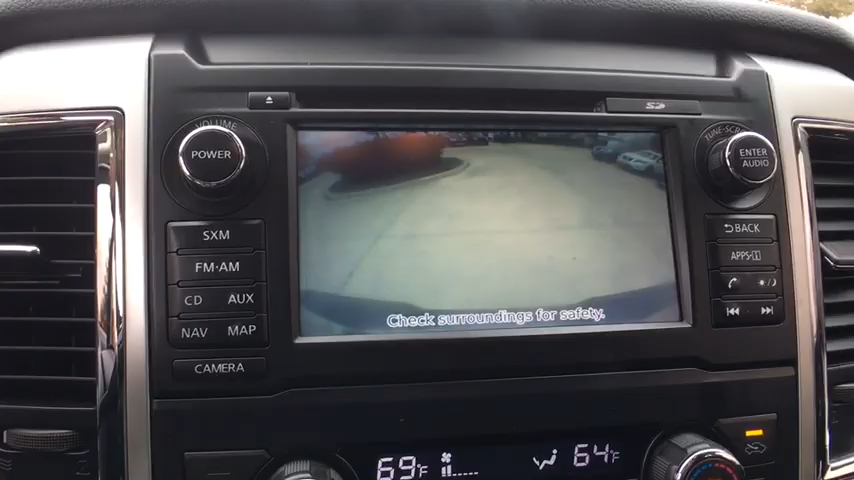 VOLUME
POWER
SXM
FM·AM
CD AUX
NAV MAP
CAMERA
SD
TUNE·SCROLL
ENTER
AUDIO
BACK
APPS·
Check surroundings for safety.
69°F
64°F